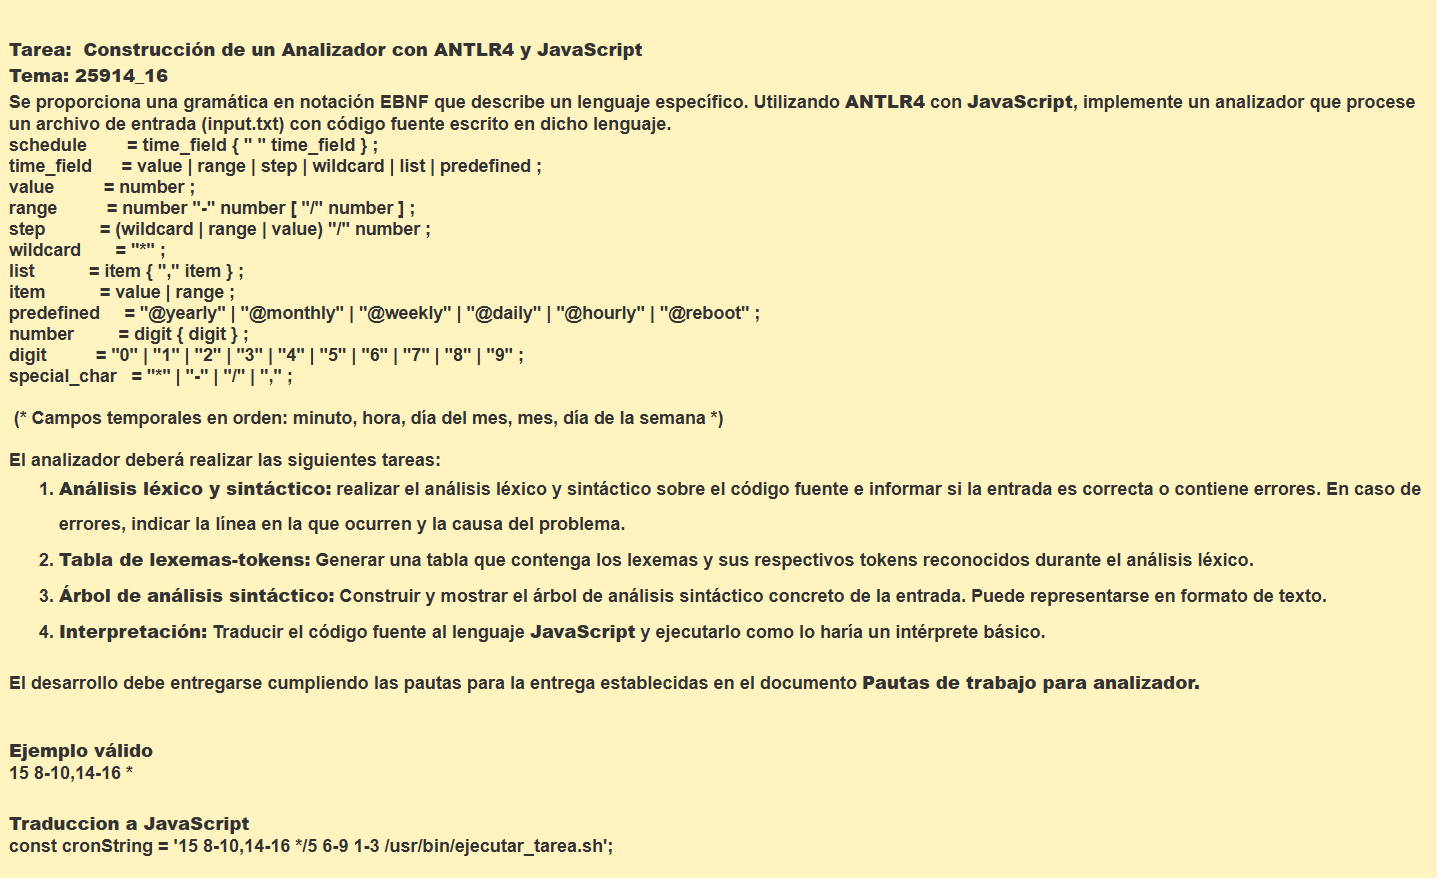 Tarea:  Construcción de un Analizador con ANTLR4 y JavaScript
Tema: 25914_16
Se proporciona una gramática en notación EBNF que describe un lenguaje específico. Utilizando ANTLR4 con JavaScript, implemente un analizador que procese
un archivo de entrada (input.txt) con código fuente escrito en dicho lenguaje.
schedule = time_field { " " time_field } ;
time_field = value | range | step | wildcard | list | predefined ;
value = number ;
range = number "-" number [ "/" number ] ;
step = (wildcard | range | value) "/" number ;
wildcard = "*" ;
list = item { "," item } ;
item = value | range ;
predefined = "@yearly" | "@monthly" | "@weekly" | "@daily" | "@hourly" | "@reboot" ;
number = digit { digit } ;
digit = "0" | "1" | "2" | "3" | "4" | "5" | "6" | "7" | "8" | "9" ;
special_char = "*" | "-" | "/" | "," ;
(* Campos temporales en orden: minuto, hora, día del mes, mes, día de la semana *)
El analizador deberá realizar las siguientes tareas:
1. Análisis léxico y sintáctico: realizar el análisis léxico y sintáctico sobre el código fuente e informar si la entrada es correcta o contiene errores. En caso de
errores, indicar la línea en la que ocurren y la causa del problema.
2. Tabla de lexemas-tokens: Generar una tabla que contenga los lexemas y sus respectivos tokens reconocidos durante el análisis léxico.
3. Árbol de análisis sintáctico: Construir y mostrar el árbol de análisis sintáctico concreto de la entrada. Puede representarse en formato de texto.
4. Interpretación: Traducir el código fuente al lenguaje JavaScript y ejecutarlo como lo haría un intérprete básico.
El desarrollo debe entregarse cumpliendo las pautas para la entrega establecidas en el documento Pautas de trabajo para analizador.
Ejemplo válido
15 8-10,14-16 *
Traduccion a JavaScript
const cronString = '15 8-10,14-16 */5 6-9 1-3 /usr/bin/ejecutar_tarea.sh';